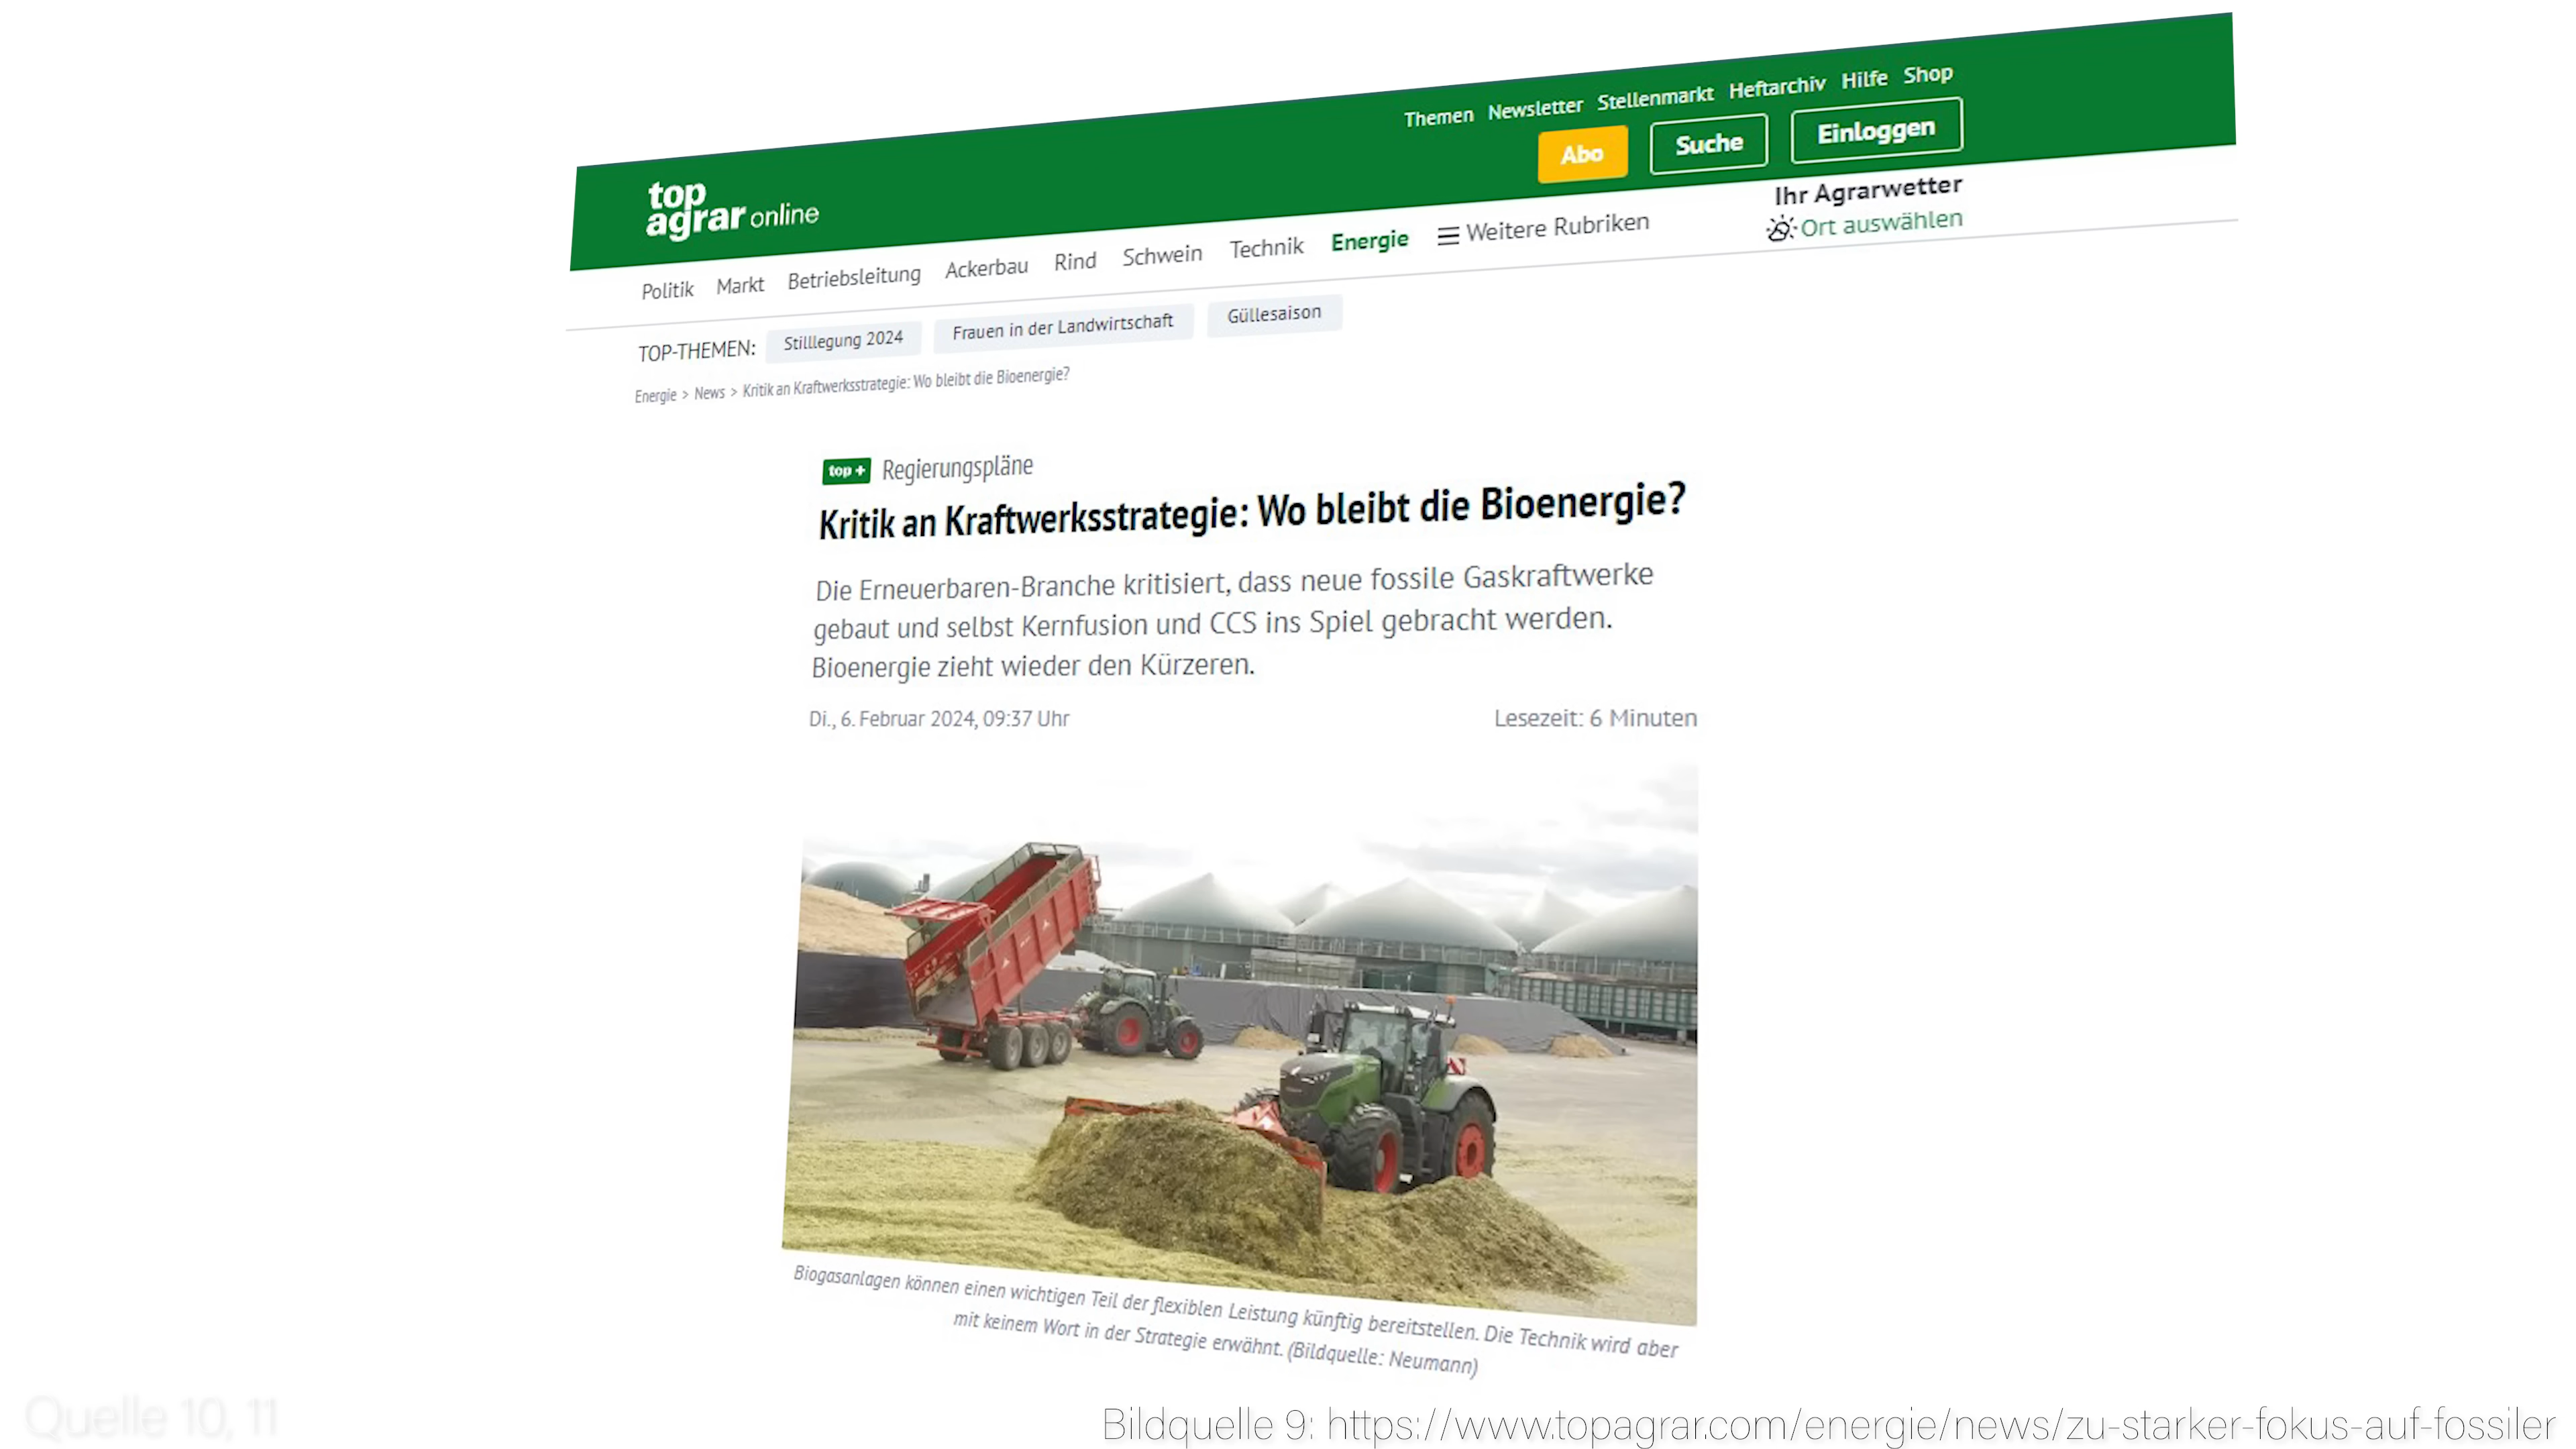 Themen Newsletter Stellenmarkt Heftarchiv Hilfe Shop
Abo Suche Einloggen
top
agrar online
Ihr Agrarwetter
Ort auswählen
Politik Markt Betriebsleitung Ackerbau Rind Schwein Technik Energie Weitere Rubriken
TOP-THEMEN: Stilllegung 2024 Frauen in der Landwirtschaft Güllesaison
Energie > News > Kritik an Kraftwerksstrategie: Wo bleibt die Bioenergie?
top + Regierungspläne
Kritik an Kraftwerksstrategie: Wo bleibt die Bioenergie?
Die Erneuerbaren-Branche kritisiert, dass neue fossile Gaskraftwerke
gebaut und selbst Kernfusion und CCS ins Spiel gebracht werden.
Bioenergie zieht wieder den Kürzeren.
Di., 6. Februar 2024, 09:37 Uhr Lesezeit: 6 Minuten
Biogasanlagen können einen wichtigen Teil der flexiblen Leistung künftig bereitstellen. Die Technik wird aber
mit keinem Wort in der Strategie erwähnt. (Bildquelle: Neumann)
Quelle 10, 11
Bildquelle 9: https://www.topagrar.com/energie/news/zu-starker-fokus-auf-fossiler